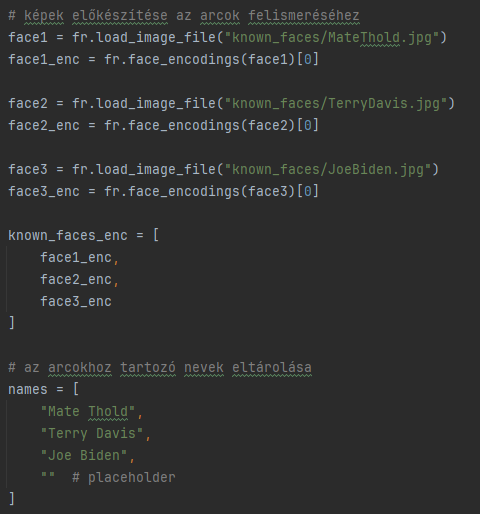 # képek előkészítése az arcok felismeréséhez
face1 = fr.load_image_file("known_faces/MateThold.jpg")
face1_enc = fr.face_encodings(face1)[0]
face2 = fr.load_image_file("known_faces/TerryDavis.jpg")
face2_enc = fr.face_encodings(face2)[0]
face3 = fr.load_image_file("known_faces/JoeBiden.jpg")
face3_enc = fr.face_encodings(face3)[0]
known_faces_enc = [
    face1_enc,
    face2_enc,
    face3_enc
]
# az arcokhoz tartozó nevek eltárolása
names = [
    "Mate Thold",
    "Terry Davis",
    "Joe Biden",
    ""  # placeholder
]